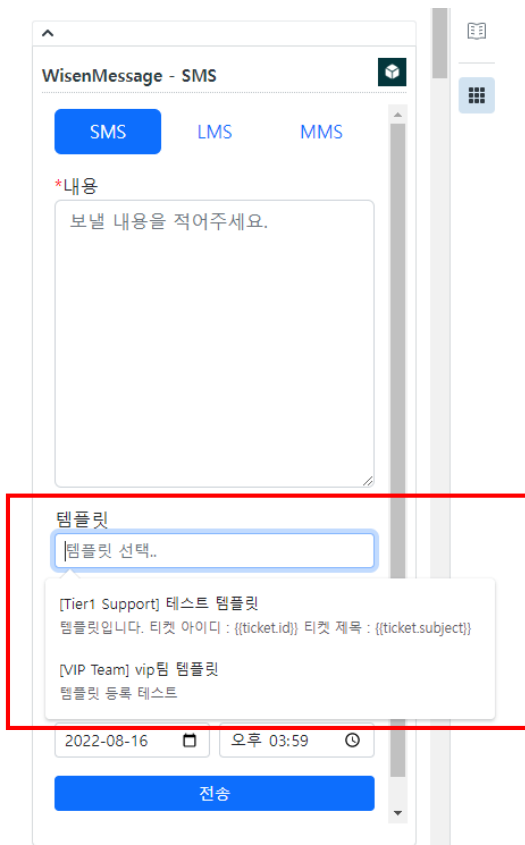 WisenMessage - SMS
SMS LMS MMS
*내용
보낼 내용을 적어주세요.
템플릿
템플릿 선택..
[Tier1 Support] 테스트 템플릿
템플릿입니다. 티켓 아이디 : {{ticket.id}} 티켓 제목 : {{ticket.subject}}
[VIP Team] vip팀 템플릿
템플릿 등록 테스트
2022-08-16 오후 03:59
전송